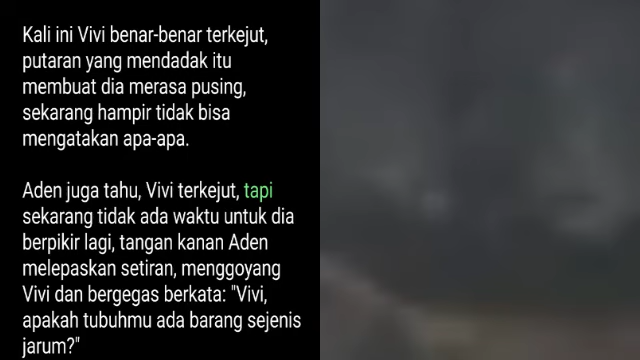 Kali ini Vivi benar-benar terkejut,
putaran yang mendadak itu
membuat dia merasa pusing,
sekarang hampir tidak bisa
mengatakan apa-apa.
Aden juga tahu, Vivi terkejut, tapi
sekarang tidak ada waktu untuk dia
berpikir lagi, tangan kanan Aden
melepaskan setiran, menggoyang
Vivi dan bergegas berkata: "Vivi,
apakah tubuhmu ada barang sejenis
jarum?"